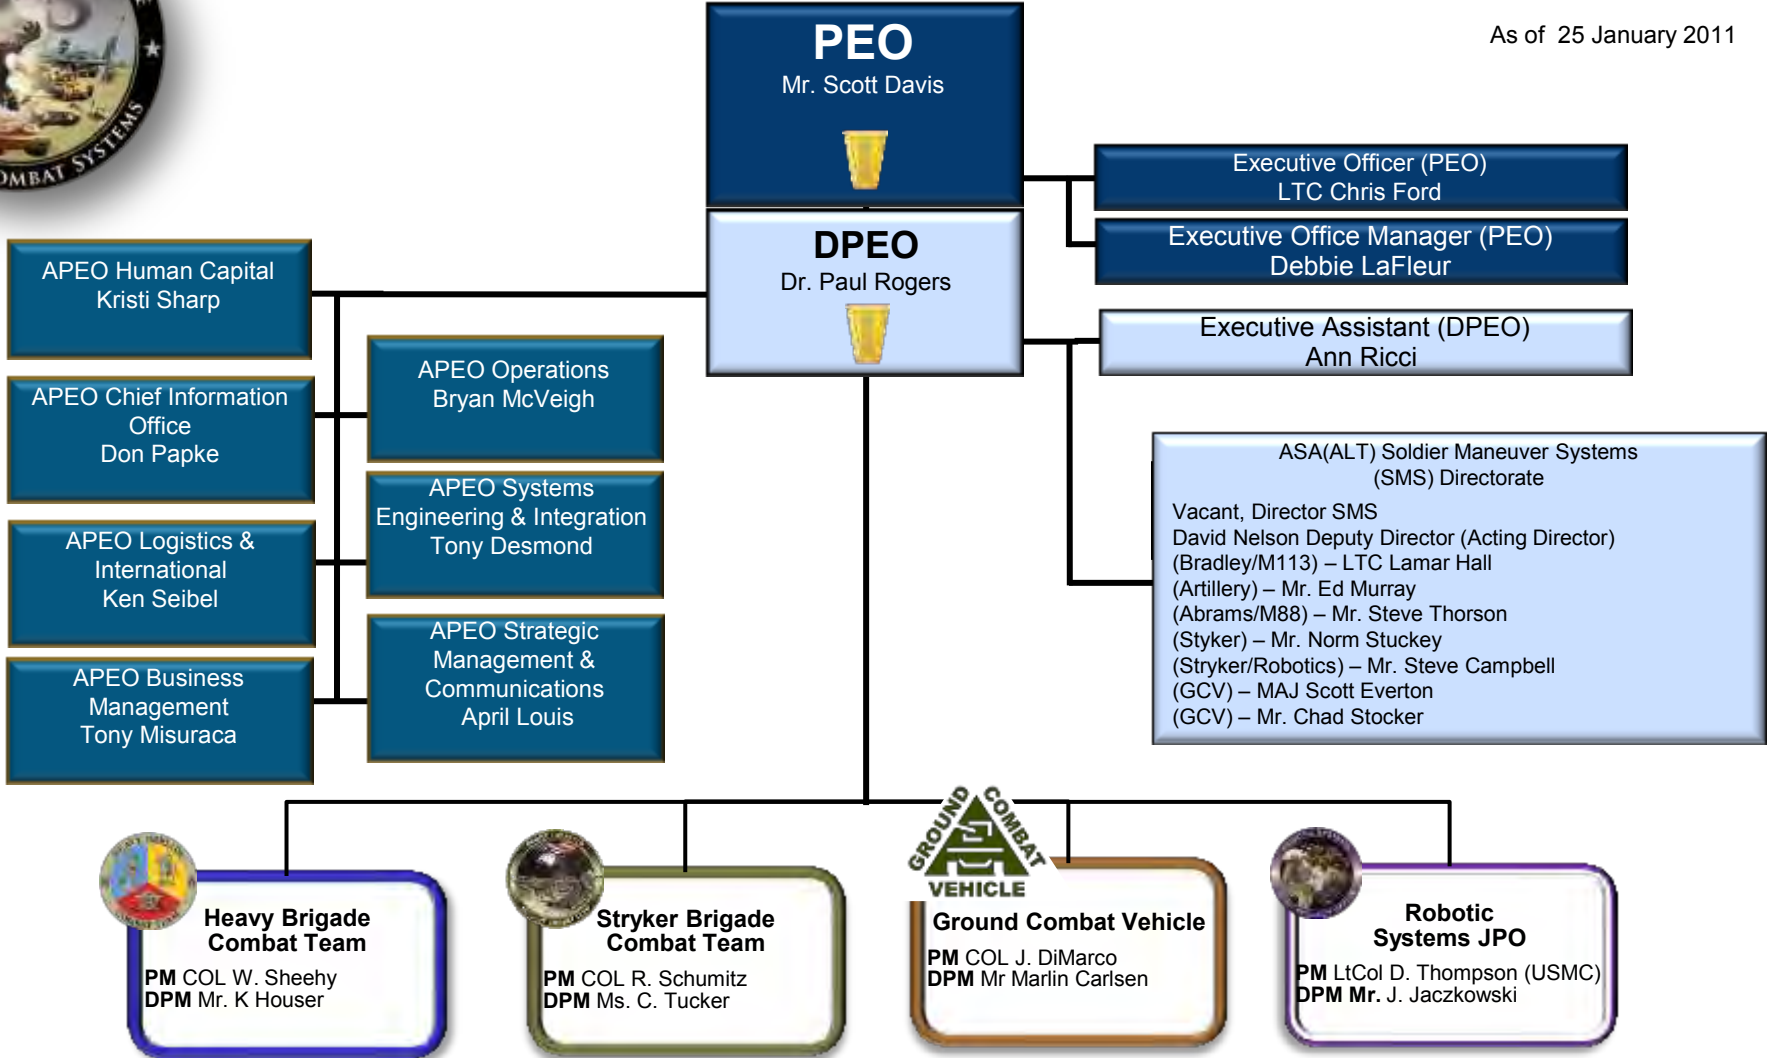 OMBAT SYSTEMS
PEO
Mr. Scott Davis
As of 25 January 2011
Executive Officer (PEO)
LTC Chris Ford
Executive Office Manager (PEO)
Debbie LaFleur
DPEO
Dr. Paul Rogers
Executive Assistant (DPEO)
Ann Ricci
APEO Human Capital
Kristi Sharp
APEO Operations
Bryan McVeigh
APEO Chief Information
Office
Don Papke
APEO Systems
Engineering & Integration
Tony Desmond
APEO Logistics &
International
Ken Seibel
APEO Strategic
Management &
Communications
April Louis
APEO Business
Management
Tony Misuraca
ASA(ALT) Soldier Maneuver Systems
(SMS) Directorate
Vacant, Director SMS
David Nelson Deputy Director (Acting Director)
(Bradley/M113) – LTC Lamar Hall
(Artillery) – Mr. Ed Murray
(Abrams/M88) – Mr. Steve Thorson
(Styker) – Mr. Norm Stuckey
(Stryker/Robotics) – Mr. Steve Campbell
(GCV) – MAJ Scott Everton
(GCV) – Mr. Chad Stocker
Heavy Brigade
Combat Team
PM COL W. Sheehy
DPM Mr. K Houser
Stryker Brigade
Combat Team
PM COL R. Schumitz
DPM Ms. C. Tucker
GROUND COMBAT
VEHICLE
Ground Combat Vehicle
PM COL J. DiMarco
DPM Mr Marlin Carlsen
Robotic
Systems JPO
PM LtCol D. Thompson (USMC)
DPM Mr. J. Jaczkowski